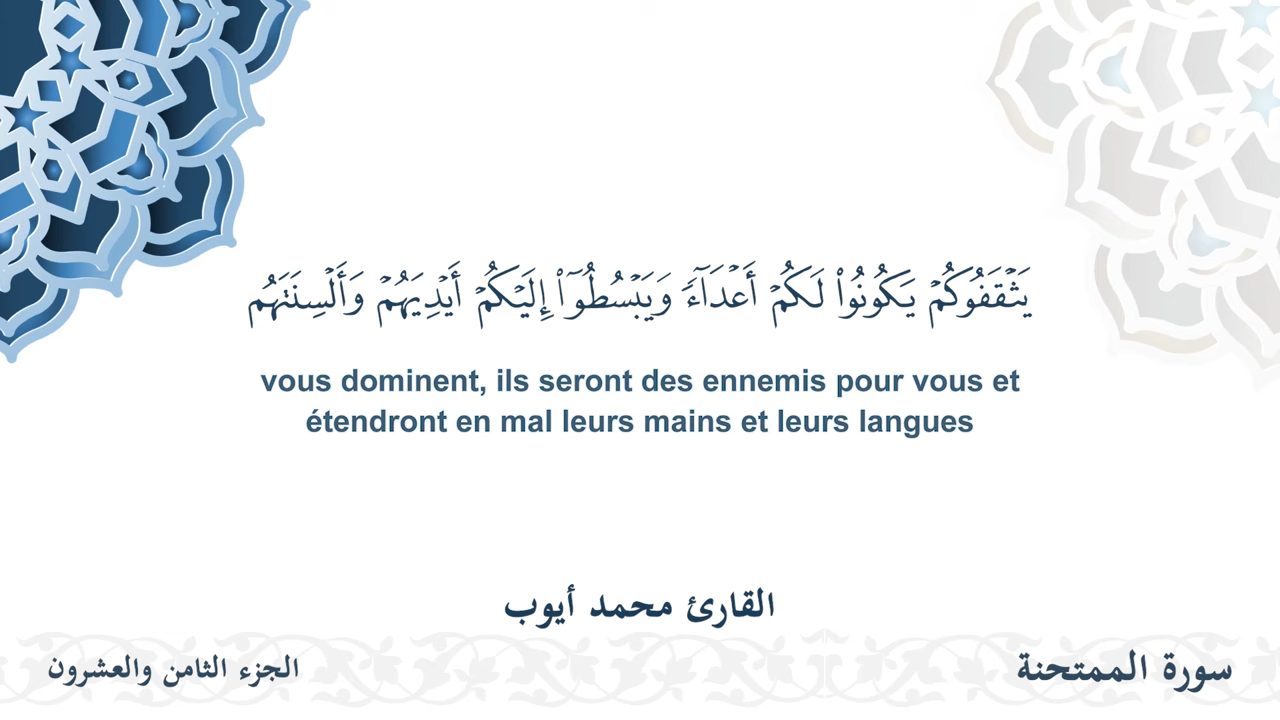 يَثْقَفُوكُمْ يَكُونُوا۟ لَكُمْ أَعْدَآءً وَيَبْسُطُوٓا۟ إِلَيْكُمْ أَيْدِيَهُمْ وَأَلْسِنَتَهُم
vous dominent, ils seront des ennemis pour vous et
étendront en mal leurs mains et leurs langues
القارئ محمد أيوب
سورة الممتحنة
الجزء الثامن والعشرون